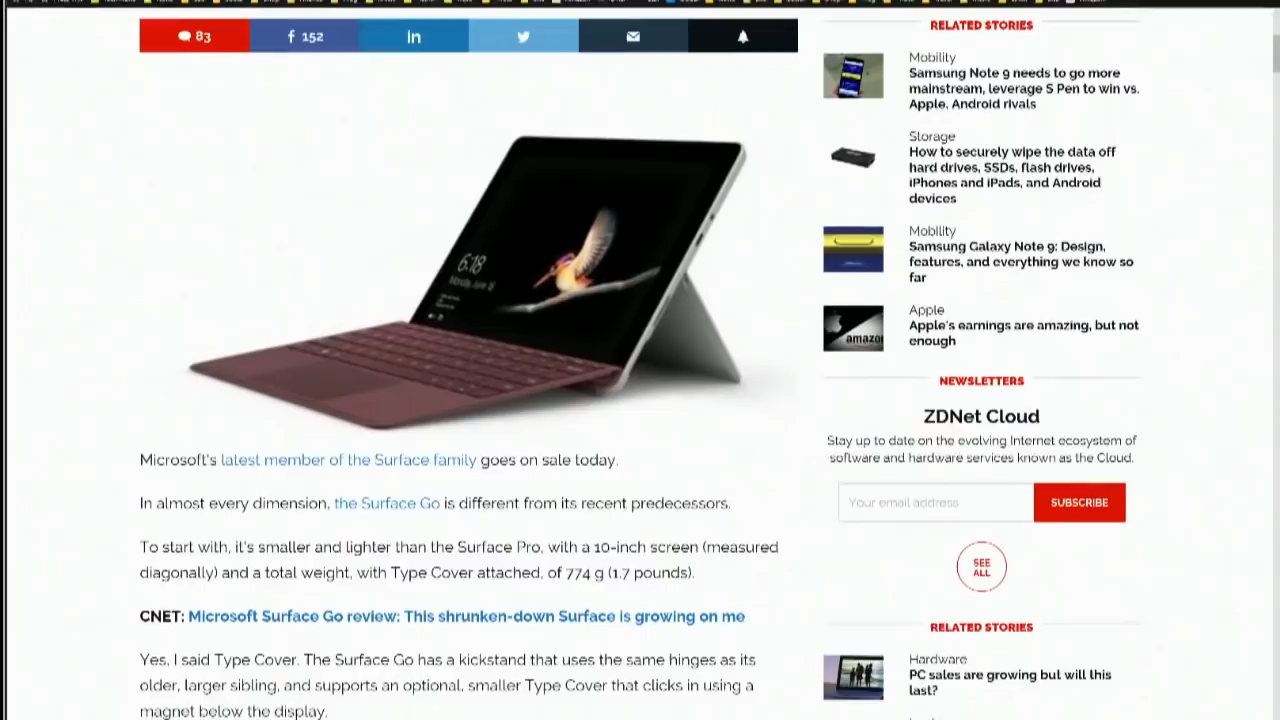 83
f 152
in
6:18
Microsoft's latest member of the Surface family goes on sale today.
In almost every dimension, the Surface Go is different from its recent predecessors.
To start with, it's smaller and lighter than the Surface Pro, with a 10-inch screen (measured
diagonally) and a total weight, with Type Cover attached, of 774 g (1.7 pounds).
CNET: Microsoft Surface Go review: This shrunken-down Surface is growing on me
Yes, I said Type Cover. The Surface Go has a kickstand that uses the same hinges as its
older, larger sibling, and supports an optional, smaller Type Cover that clicks in using a
magnet below the display.
RELATED STORIES
Mobility
Samsung Note 9 needs to go more
mainstream, leverage S Pen to win vs.
Apple, Android rivals
Storage
How to securely wipe the data off
hard drives, SSDs, flash drives,
iPhones and iPads, and Android
devices
Mobility
Samsung Galaxy Note 9: Design,
features, and everything we know so
far
amazo
Apple
Apple's earnings are amazing, but not
enough
NEWSLETTERS
ZDNet Cloud
Stay up to date on the evolving Internet ecosystem of
software and hardware services known as the Cloud.
Your email address
SUBSCRIBE
SEE
ALL
RELATED STORIES
Hardware
PC sales are growing but will this
last?